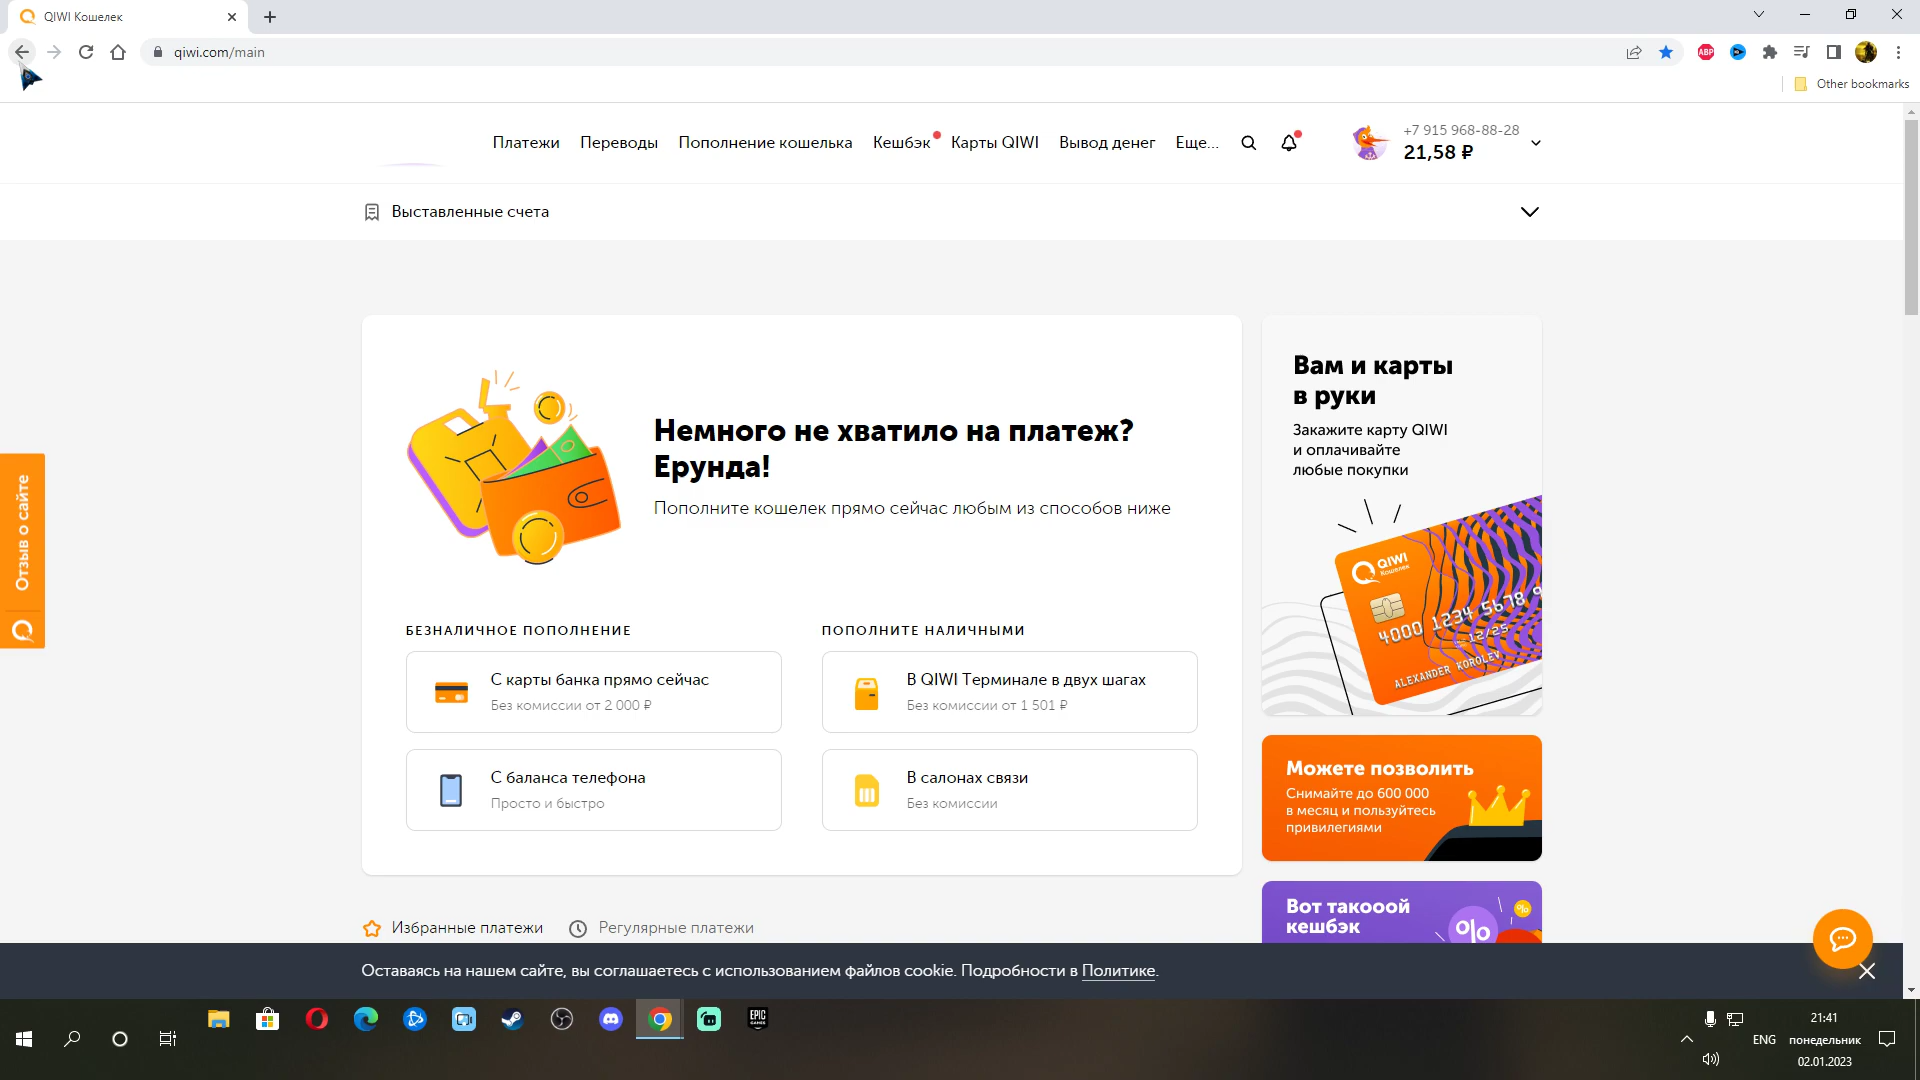 QIWI Кошелек
qiwi.com/main
ABP
Other bookmarks
Платежи Переводы Пополнение кошелька Кешбэк Карты QIWI Вывод денег Еще...
+7 915 968-88-28
21,58 ₽
Выставленные счета
Немного не хватило на платеж?
Ерунда!
Пополните кошелек прямо сейчас любым из способов ниже
БЕЗНАЛИЧНОЕ ПОПОЛНЕНИЕ
С карты банка прямо сейчас
Без комиссии от 2 000 ₽
С баланса телефона
Просто и быстро
ПОПОЛНИТЕ НАЛИЧНЫМИ
В QIWI Терминале в двух шагах
Без комиссии от 1 501 ₽
В салонах связи
Без комиссии
Вам и карты
в руки
Закажите карту QIWI
и оплачивайте
любые покупки
QIWI
Кошелек
4000 1234 5678 9
12/25
ALEXANDER KOROLEV
Можете позволить
Снимайте до 600 000
в месяц и пользуйтесь
привилегиями
Вот такооой
кешбэк
%
%
Отзыв о сайте
Избранные платежи
Регулярные платежи
Оставаясь на нашем сайте, вы соглашаетесь с использованием файлов cookie. Подробности в Политике.
EPIC
GAMES
21:41
ENG понедельник
02.01.2023